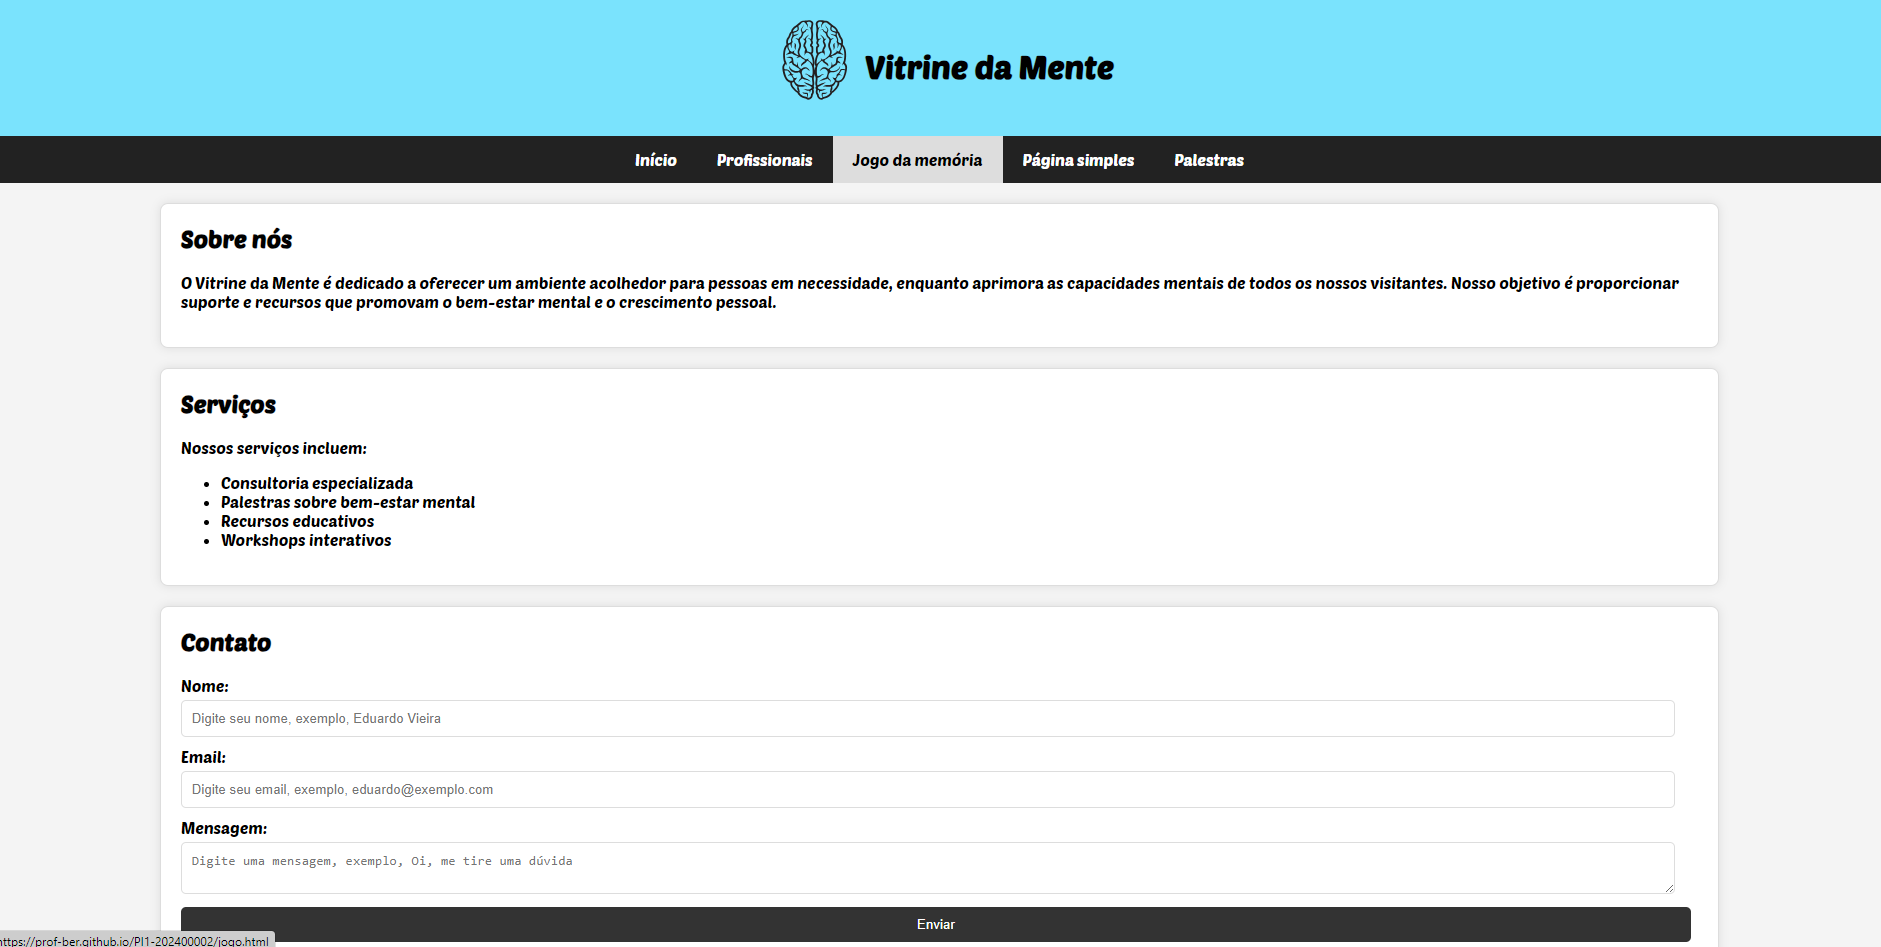 Vitrine da Mente
Início Profissionais Jogo da memória Página simples Palestras
Sobre nós
O Vitrine da Mente é dedicado a oferecer um ambiente acolhedor para pessoas em necessidade, enquanto aprimora as capacidades mentais de todos os nossos visitantes. Nosso objetivo é proporcionar
suporte e recursos que promovam o bem-estar mental e o crescimento pessoal.
Serviços
Nossos serviços incluem:
• Consultoria especializada
• Palestras sobre bem-estar mental
• Recursos educativos
• Workshops interativos
Contato
Nome:
Digite seu nome, exemplo, Eduardo Vieira
Email:
Digite seu email, exemplo, eduardo@exemplo.com
Mensagem:
Digite uma mensagem, exemplo, Oi, me tire uma dúvida
Enviar
https://prof-ber.github.io/PI1-202400002/jogo.html